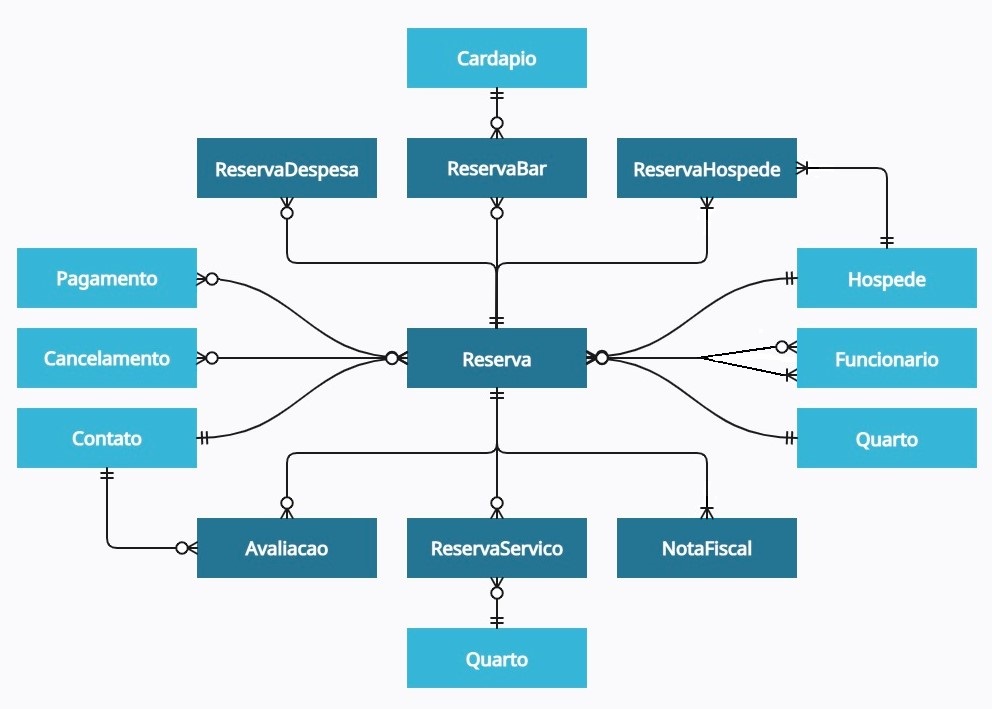 Cardapio
ReservaDespesa
ReservaBar
ReservaHospede
Pagamento
Hospede
Cancelamento
Reserva
Funcionario
Contato
Quarto
Avaliacao
ReservaServico
NotaFiscal
Quarto